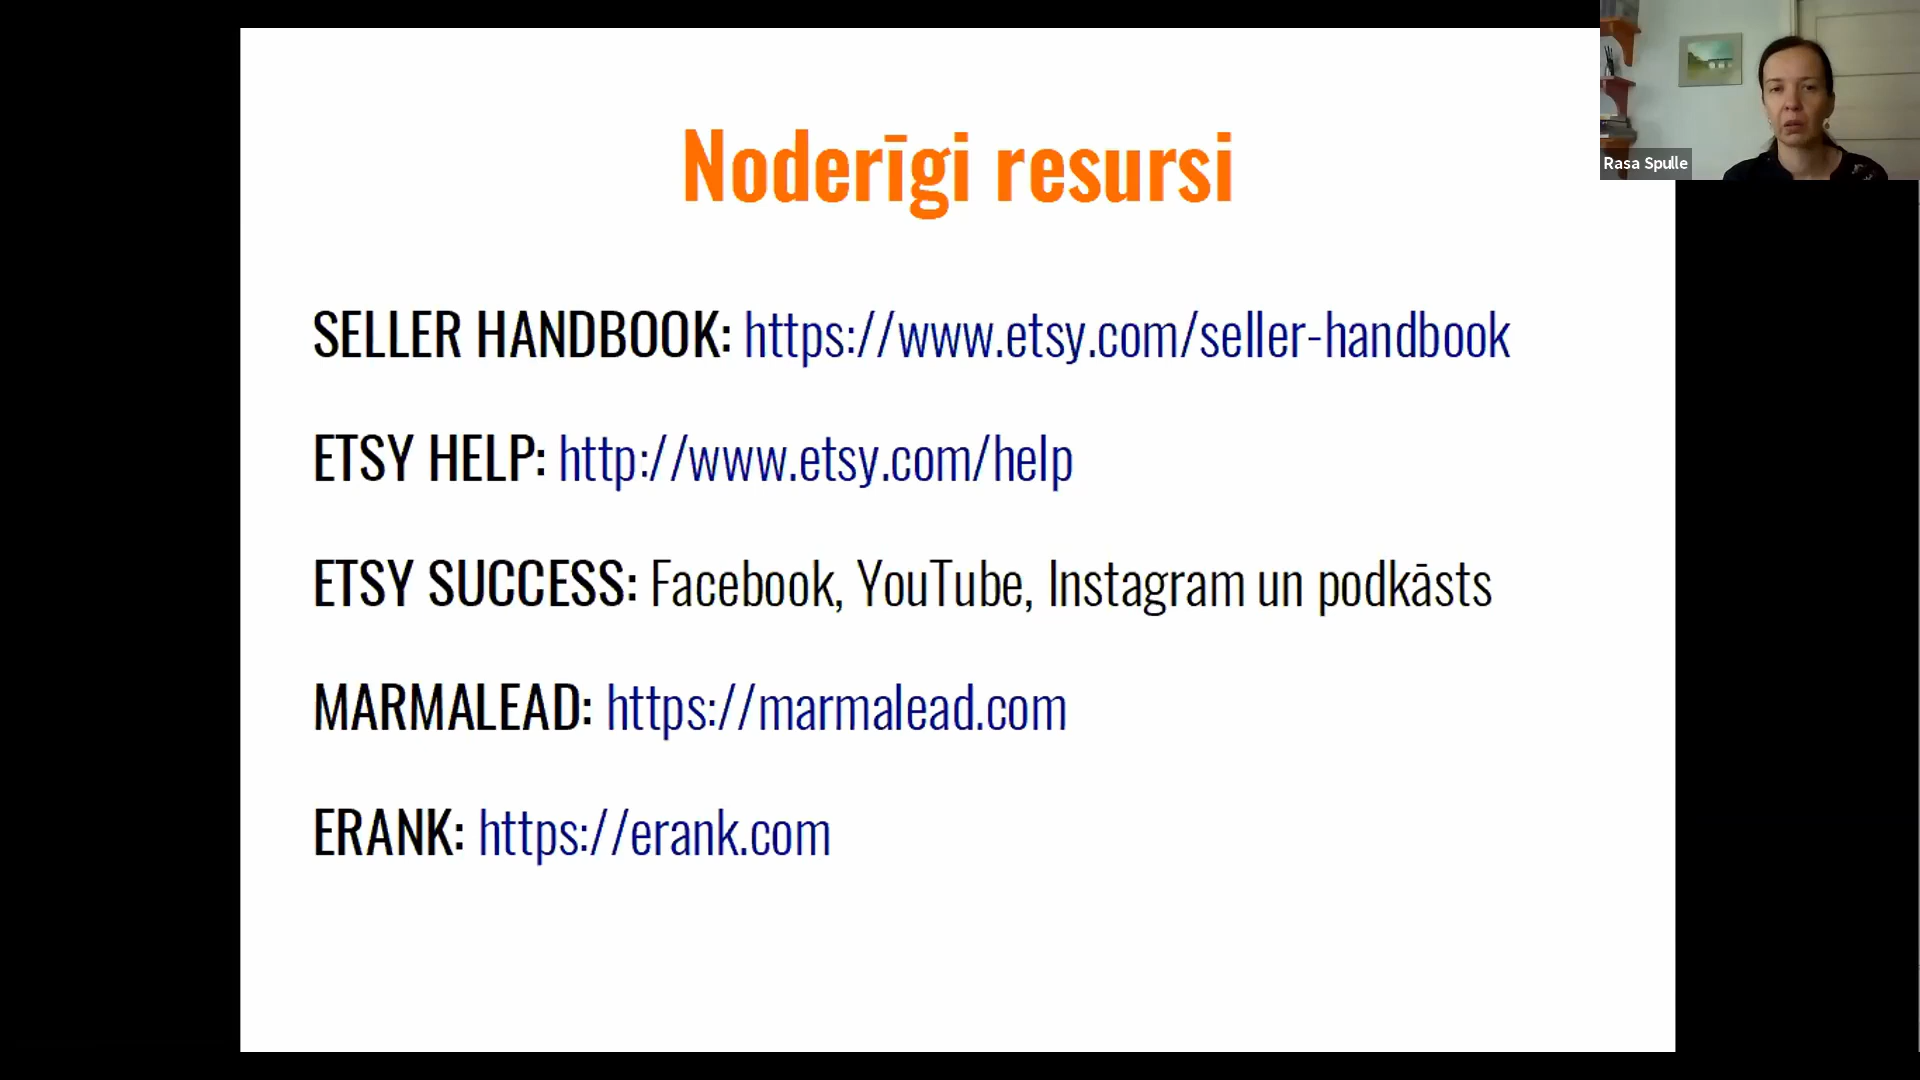 Noderīgi resursi
Rasa Spulle
SELLER HANDBOOK: https://www.etsy.com/seller-handbook
ETSY HELP: http://www.etsy.com/help
ETSY SUCCESS: Facebook, YouTube, Instagram un podkāsts
MARMALEAD: https://marmalead.com
ERANK: https://erank.com